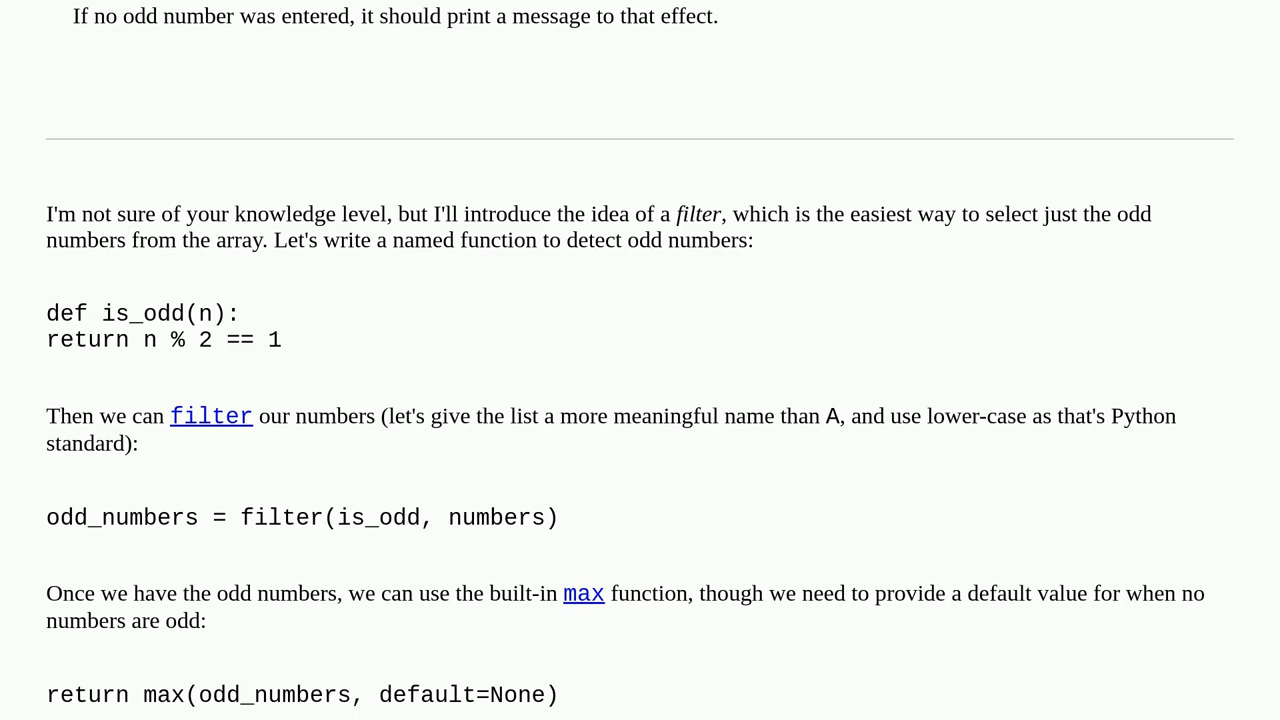 If no odd number was entered, it should print a message to that effect.
I'm not sure of your knowledge level, but I'll introduce the idea of a filter, which is the easiest way to select just the odd
numbers from the array. Let's write a named function to detect odd numbers:
def is_odd(n):
return n % 2 == 1
Then we can filter our numbers (let's give the list a more meaningful name than A, and use lower-case as that's Python
standard):
odd_numbers = filter(is_odd, numbers)
Once we have the odd numbers, we can use the built-in max function, though we need to provide a default value for when no
numbers are odd:
return max(odd_numbers, default=None)